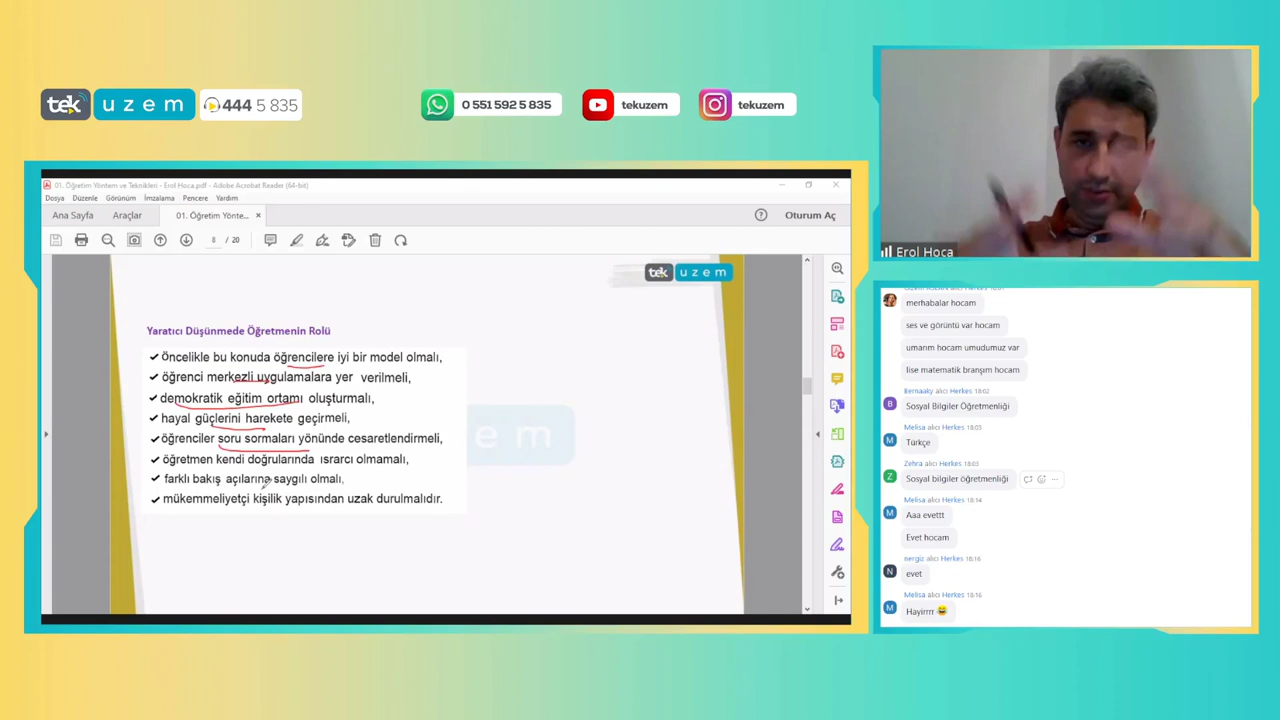 tek uzem 444 5 835
0 551 592 5 835
tekuzem
tekuzem
01. Öğretim Yöntem ve Teknikleri - Erol Hoca.pdf - Adobe Acrobat Reader (64-bit)
Dosya Düzenle Görünüm İmzalama Pencere Yardım
Ana Sayfa Araçlar 01. Öğretim Yönte... × ? Oturum Aç
8 / 20
tek uzem
Yaratıcı Düşünmede Öğretmenin Rolü
✔ Öncelikle bu konuda öğrencilere iyi bir model olmalı,
✔ öğrenci merkezli uygulamalara yer verilmeli,
✔ demokratik eğitim ortamı oluşturmalı,
✔ hayal güçlerini harekete geçirmeli,
✔ öğrenciler soru sormaları yönünde cesaretlendirmeli,
✔ öğretmen kendi doğrularında ısrarcı olmamalı,
✔ farklı bakış açılarına saygılı olmalı,
✔ mükemmeliyetçi kişilik yapısından uzak durulmalıdır.
e m
Erol Hoca
merhabalar hocam
ses ve görüntü var hocam
umarım hocam umudumuz var
lise matematik branşım hocam
Bernaaky alıcı Herkes 18:02
B Sosyal Bilgiler Öğretmenliği
Melisa alıcı Herkes 18:03
M Türkçe
Zehra alıcı Herkes 18:03
Z Sosyal bilgiler öğretmenliği
Melisa alıcı Herkes 18:14
M Aaa evettt
Evet hocam
nergiz alıcı Herkes 18:16
N evet
Melisa alıcı Herkes 18:16
M Hayirrrr 😅